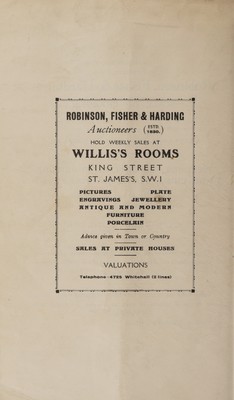 ROBINSON, FISHER & HARDING
Auctioneers (ESTD. 1830.)
HOLD WEEKLY SALES AT
WILLIS'S ROOMS
KING STREET
ST. JAMES'S, S.W.1
PICTURES PLATE
ENGRAVINGS JEWELLERY
ANTIQUE AND MODERN
FURNITURE
PORCELAIN
Advice given in Town or Country
SALES AT PRIVATE HOUSES
VALUATIONS
Telephone—4725 Whitehall (2 lines)